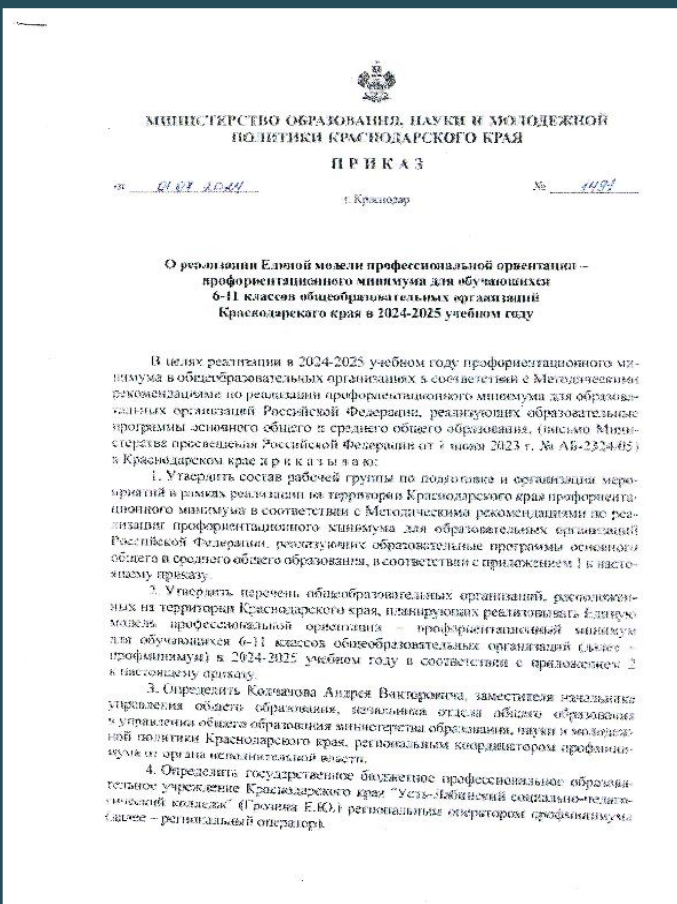 МИНИСТЕРСТВО ОБРАЗОВАНИЯ, НАУКИ И МОЛОДЕЖНОЙ
ПОЛИТИКИ КРАСНОДАРСКОГО КРАЯ
ПРИКАЗ
от 01.07.2024 №
г. Краснодар
О реализации Единой модели профессиональной ориентации –
профориентационного минимума для обучающихся
6-11 классов общеобразовательных организаций
Краснодарского края в 2024-2025 учебном году
В целях реализации в 2024-2025 учебном году профориентационного ми-
нимума в общеобразовательных организациях в соответствии с Методическими
рекомендациями по реализации профориентационного минимума для образова-
тельных организаций Российской Федерации, реализующих образовательные
программы основного общего и среднего общего образования, (письмо Мини-
стерства просвещения Российской Федерации от июня 2023 г. № АБ-2324/05)
в Краснодарском крае п р и к а з ы в а ю:
1. Утвердить состав рабочей группы по подготовке и организации меро-
приятий в рамках реализации на территории Краснодарского края профориента-
ционного минимума в соответствии с Методическими рекомендациями по реа-
лизации профориентационного минимума для образовательных организаций
Российской Федерации, реализующих образовательные программы основного
общего и среднего общего образования, в соответствии с приложением 1 к насто-
ящему приказу.
2. Утвердить перечень общеобразовательных организаций, расположен-
ных на территории Краснодарского края, планирующих реализовывать Единую
модель профессиональной ориентации – профориентационный минимум
для обучающихся 6-11 классов общеобразовательных организаций (далее –
профминимум) в 2024-2025 учебном году в соответствии с приложением 2
к настоящему приказу.
3. Определить Колчанова Андрея Викторовича, заместителя начальника
управления общего образования, начальника отдела общего образования
в управлении общего образования министерства образования, науки и молодеж-
ной политики Краснодарского края, региональным координатором профмини-
мума от органа исполнительной власти.
4. Определить государственное бюджетное профессиональное образова-
тельное учреждение Краснодарского края "Усть-Лабинский социально-педаго-
гический колледж" региональным оператором профминимума
(далее – региональный оператор).